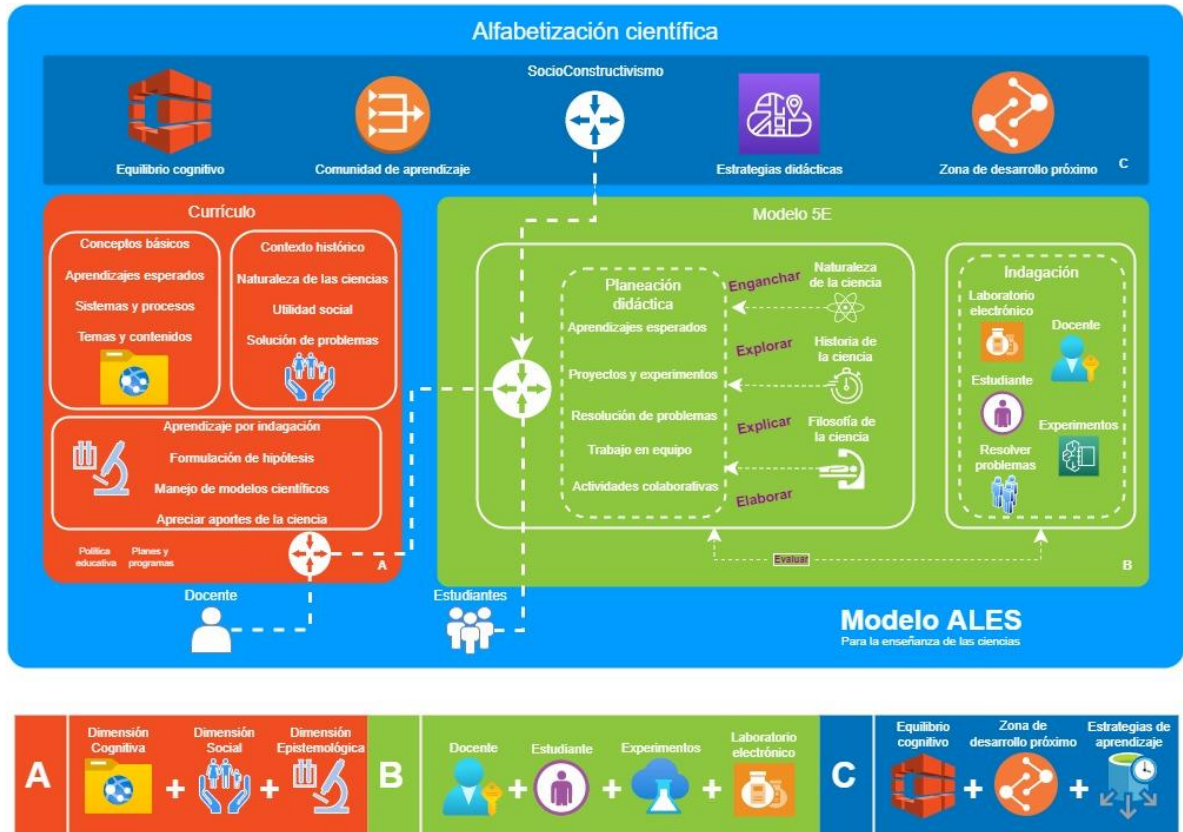 Alfabetización científica
SocioConstructivismo
Equilibrio cognitivo
Comunidad de aprendizaje
Estrategias didácticas
Zona de desarrollo próximo
C
Currículo
Conceptos básicos
Aprendizajes esperados
Sistemas y procesos
Temas y contenidos
Contexto histórico
Naturaleza de las ciencias
Utilidad social
Solución de problemas
Aprendizaje por indagación
Formulación de hipótesis
Manejo de modelos científicos
Apreciar aportes de la ciencia
Política
educativa
Planes y
programas
A
Modelo 5E
Planeación
didáctica
Aprendizajes esperados
Proyectos y experimentos
Resolución de problemas
Trabajo en equipo
Actividades colaborativas
Enganchar
Explorar
Explicar
Elaborar
Naturaleza
de la ciencia
Historia de
la ciencia
Filosofía de
la ciencia
Indagación
Laboratorio
electrónico
Docente
Estudiante
Experimentos
Resolver
problemas
Evaluar
B
Docente
Estudiantes
Modelo ALES
Para la enseñanza de las ciencias
A
Dimensión
Cognitiva
+
Dimensión
Social
+
Dimensión
Epistemológica
B
Docente
+
Estudiante
+
Experimentos
+
Laboratorio
electrónico
C
Equilibrio
cognitivo
+
Zona de
desarrollo próximo
+
Estrategias de
aprendizaje